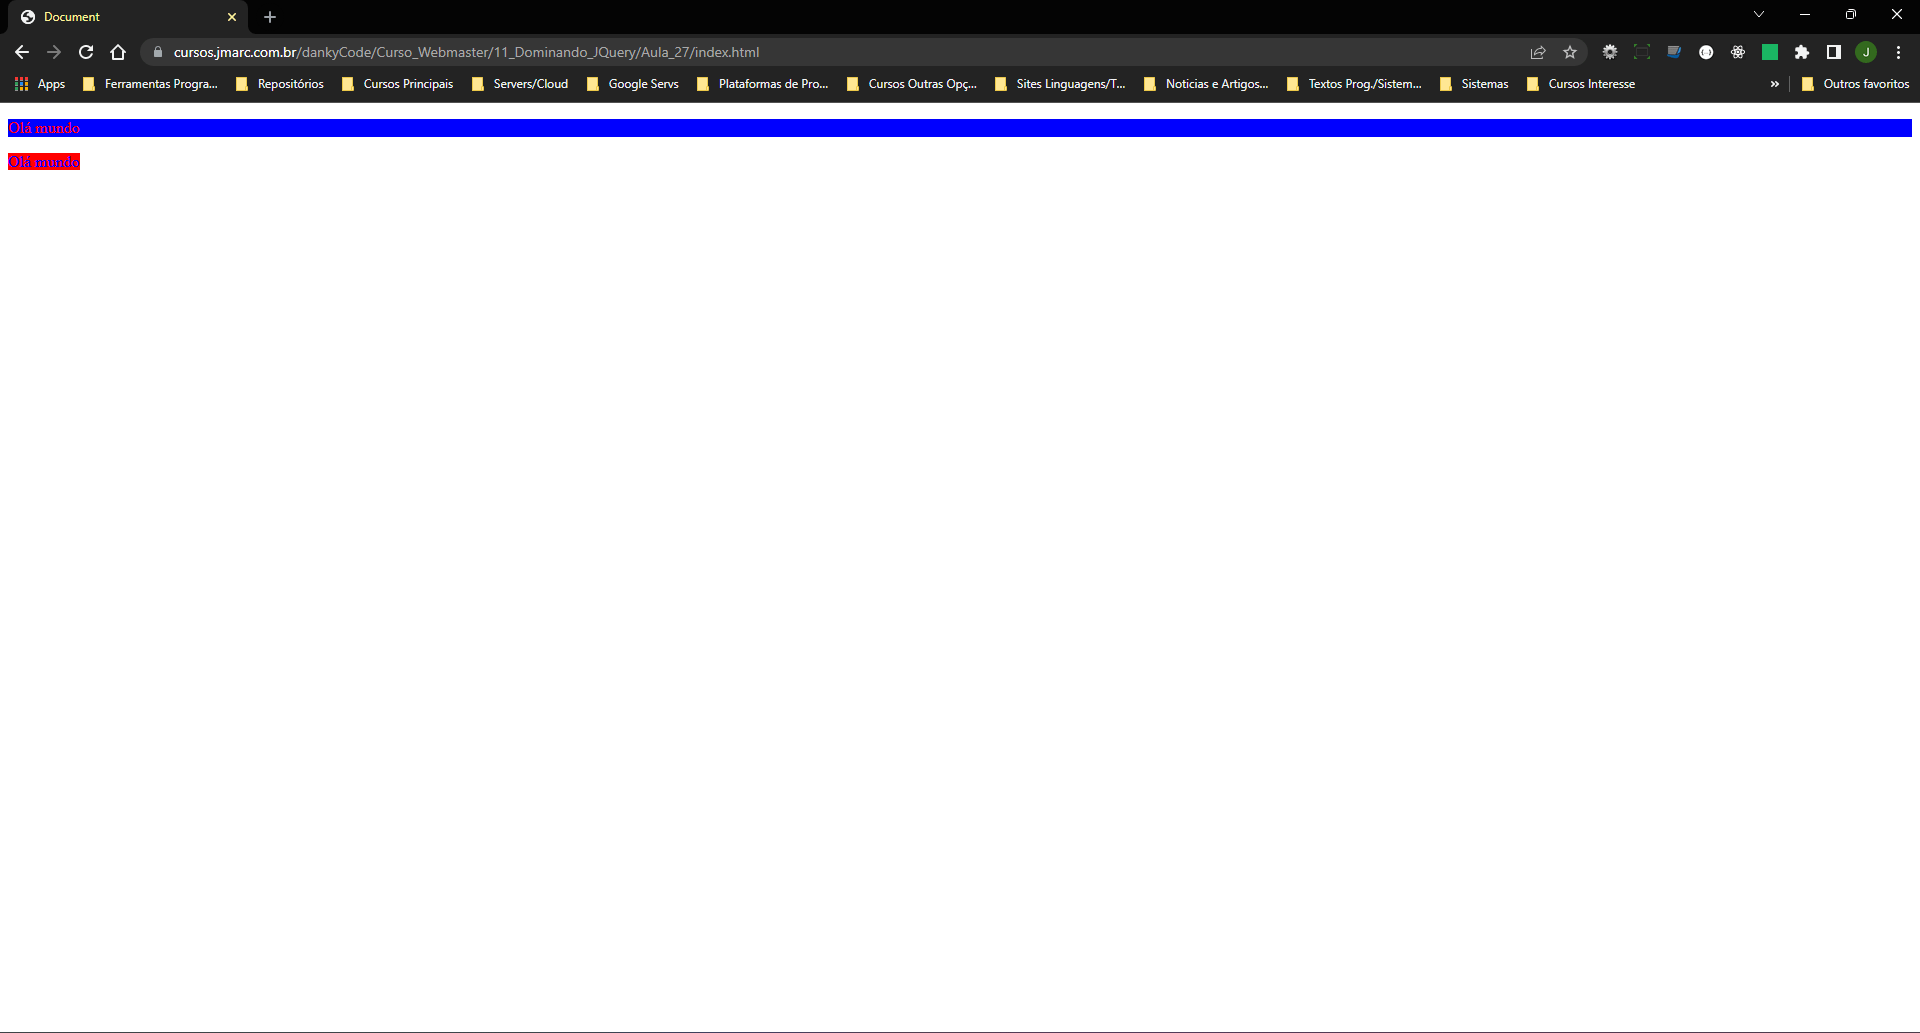 Document
cursos.jmarc.com.br/dankyCode/Curso_Webmaster/11_Dominando_JQuery/Aula_27/index.html
J
Apps Ferramentas Progra... Repositórios Cursos Principais Servers/Cloud Google Servs Plataformas de Pro... Cursos Outras Opç... Sites Linguagens/T... Noticias e Artigos... Textos Prog./Sistem... Sistemas Cursos Interesse » Outros favoritos
Olá mundo
Olá mundo